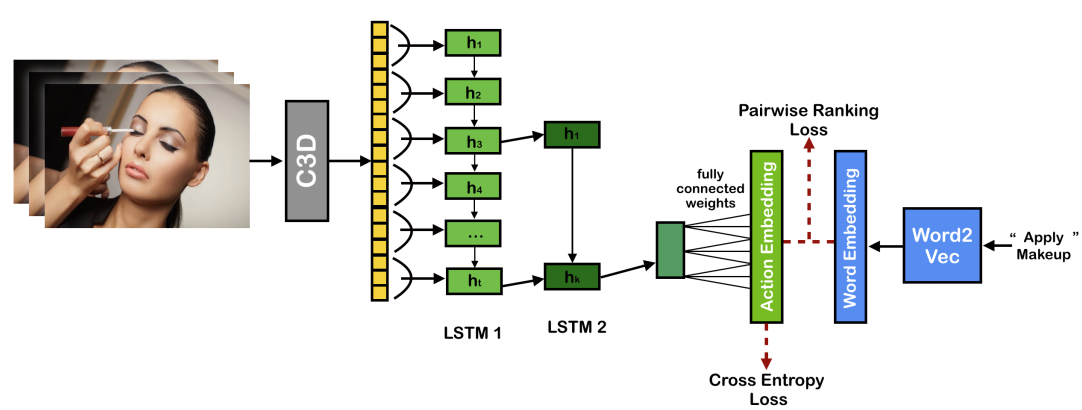 C3D
h1
h2
h3
h4
...
ht
LSTM 1
h1
hk
LSTM 2
fully
connected
weights
Action Embedding
Pairwise Ranking
Loss
Cross Entropy
Loss
Word Embedding
Word2
Vec
“ Apply ”
Makeup